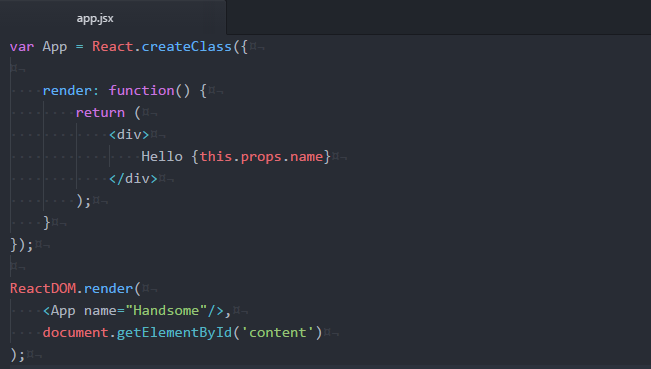 app.jsx
var App = React.createClass({¤¬
¤¬
····render: function() {¤¬
········return (¤¬
············<div>¤¬
················Hello {this.props.name}¤¬
············</div>¤¬
········);¤¬
····}¤¬
});¤¬
¤¬
ReactDOM.render(¤¬
····<App name="Handsome"/>,¤¬
····document.getElementById('content')¤¬
);¤¬